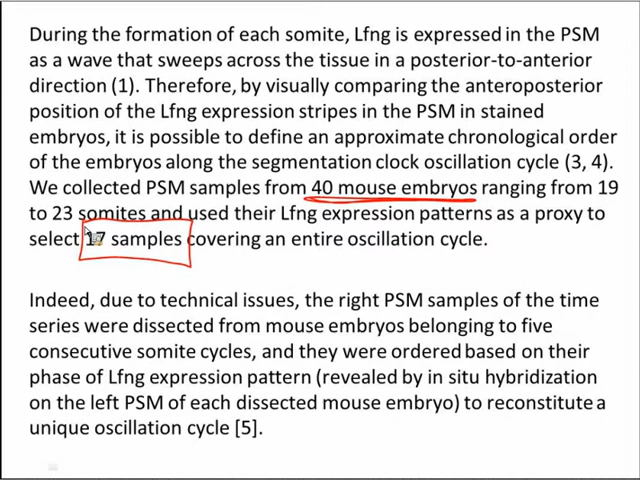 During the formation of each somite, Lfng is expressed in the PSM
as a wave that sweeps across the tissue in a posterior-to-anterior
direction (1). Therefore, by visually comparing the anteroposterior
position of the Lfng expression stripes in the PSM in stained
embryos, it is possible to define an approximate chronological order
of the embryos along the segmentation clock oscillation cycle (3, 4).
We collected PSM samples from 40 mouse embryos ranging from 19
to 23 somites and used their Lfng expression patterns as a proxy to
select 17 samples covering an entire oscillation cycle.
Indeed, due to technical issues, the right PSM samples of the time
series were dissected from mouse embryos belonging to five
consecutive somite cycles, and they were ordered based on their
phase of Lfng expression pattern (revealed by in situ hybridization
on the left PSM of each dissected mouse embryo) to reconstitute a
unique oscillation cycle [5].